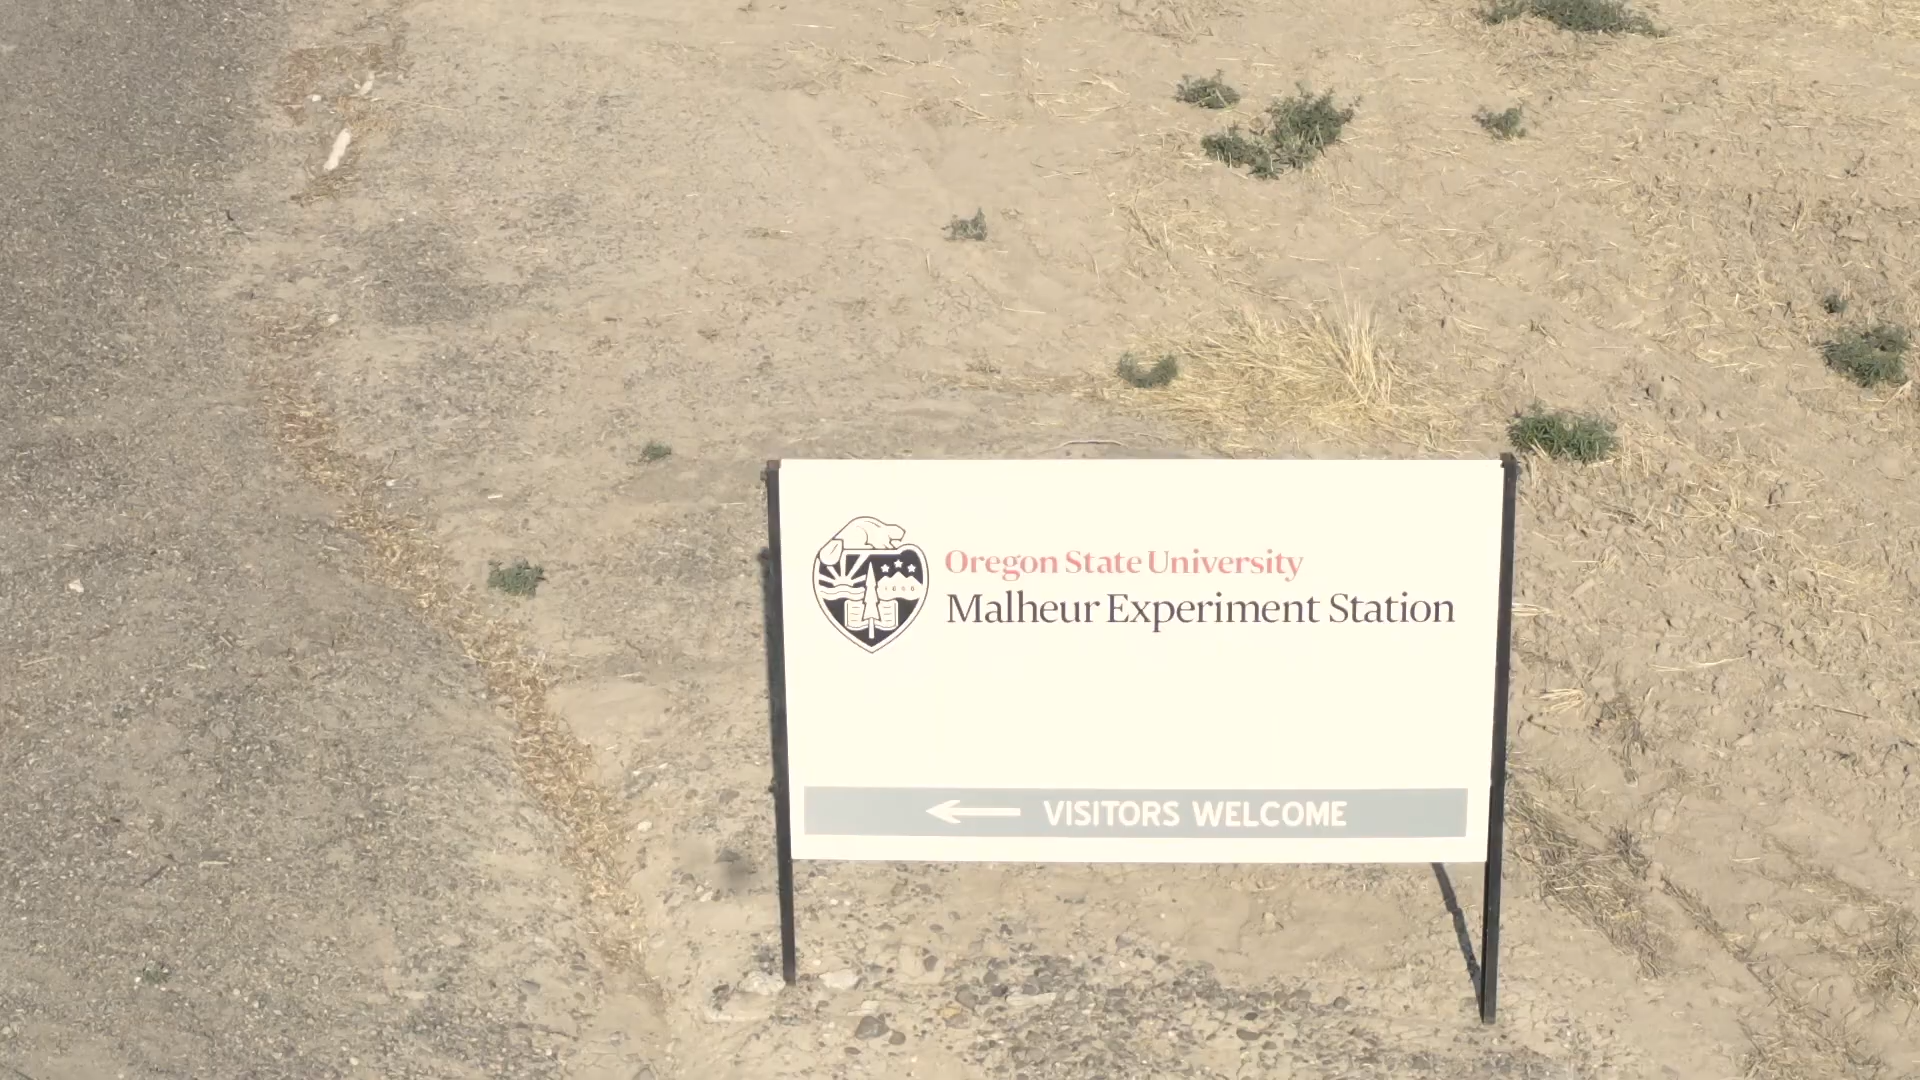 Oregon State University
Malheur Experiment Station
VISITORS WELCOME